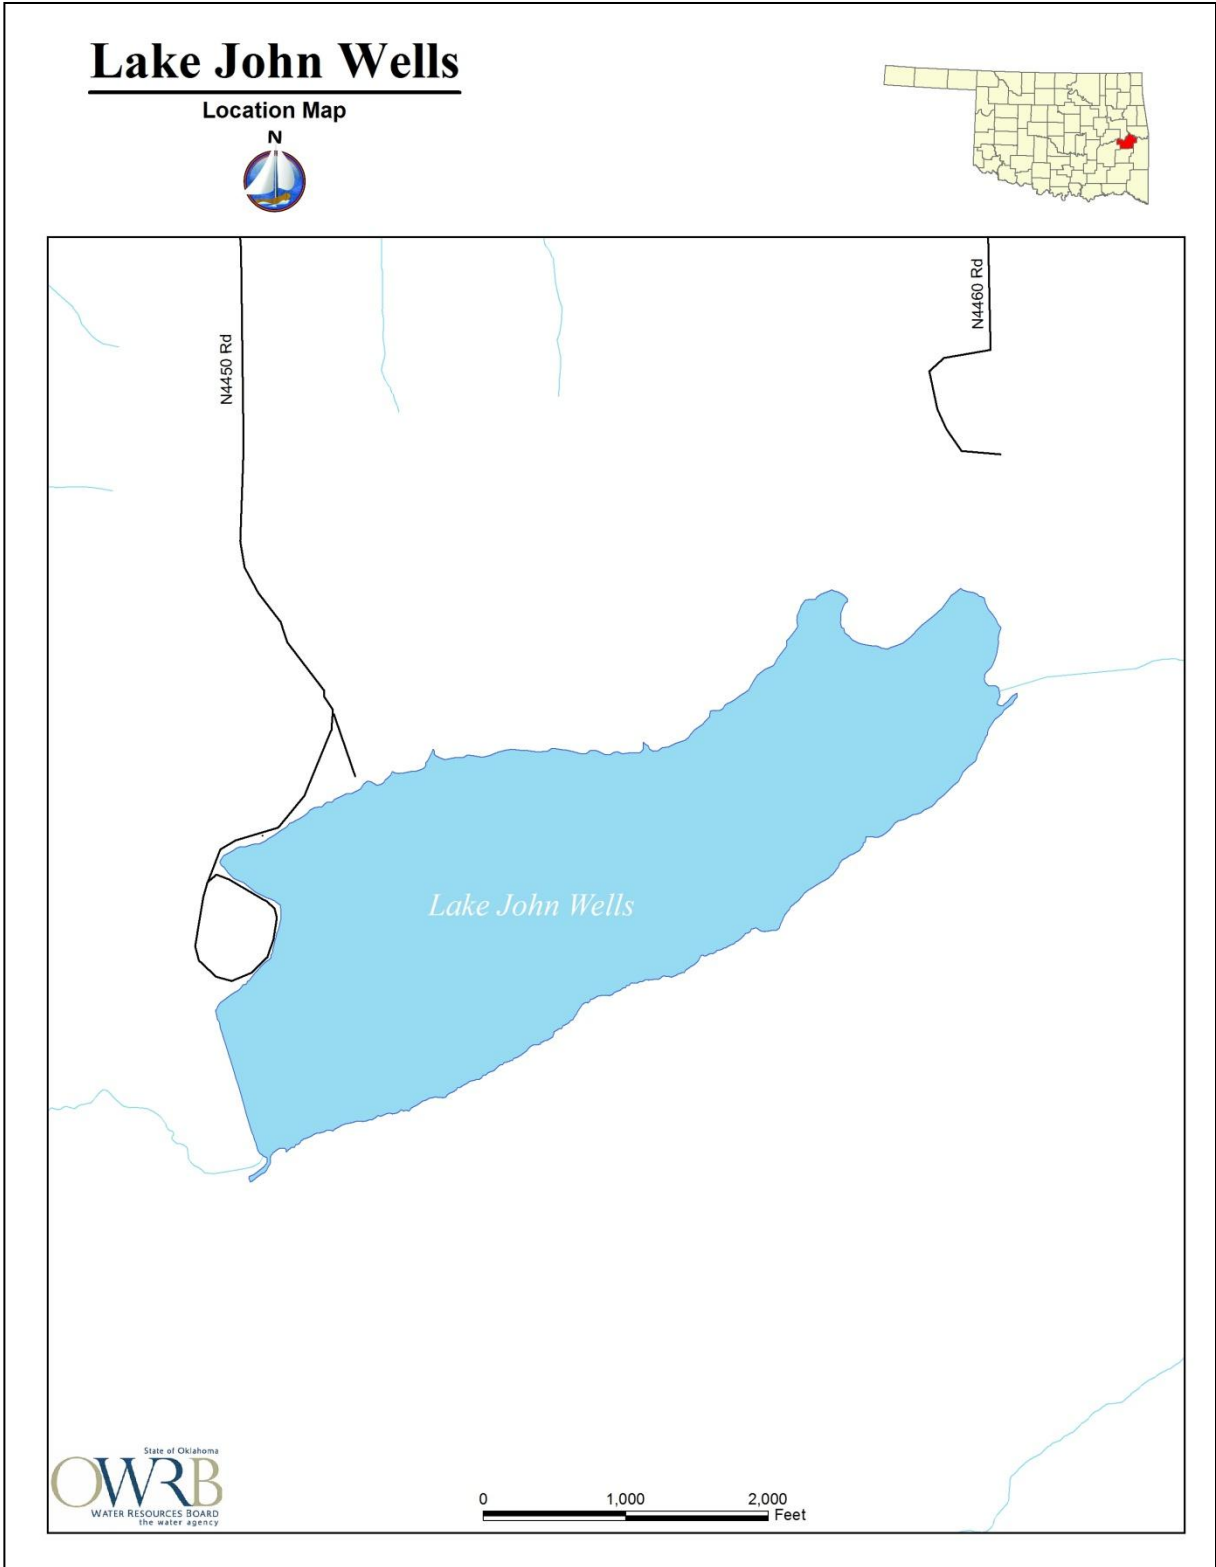 Lake John Wells
Location Map
N
N4450 Rd
N4460 Rd
Lake John Wells
State of Oklahoma
OWRB
WATER RESOURCES BOARD
the water agency
0 1,000 2,000
Feet